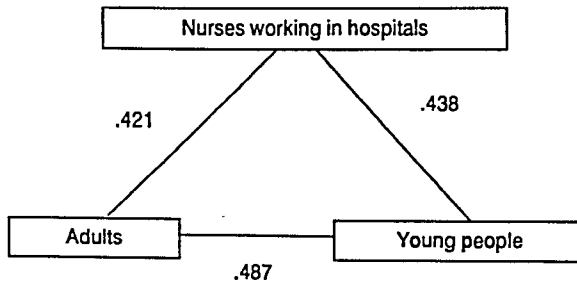 Nurses working in hospitals
.421
.438
Adults
Young people
.487